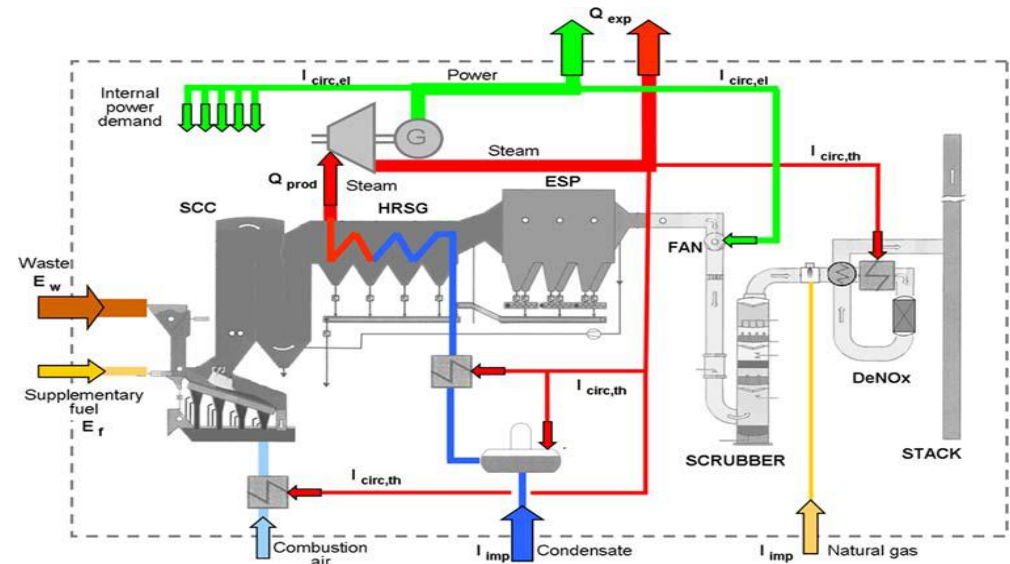 Q exp
I circ,el
Power
I circ,el
Internal
power
demand
G
Steam
I circ,th
Q prod
Steam
ESP
SCC
HRSG
FAN
Waste
E w
DeNOx
I circ,th
Supplementary
fuel
E f
SCRUBBER
STACK
I circ,th
Combustion
air
I imp
Condensate
I imp
Natural gas